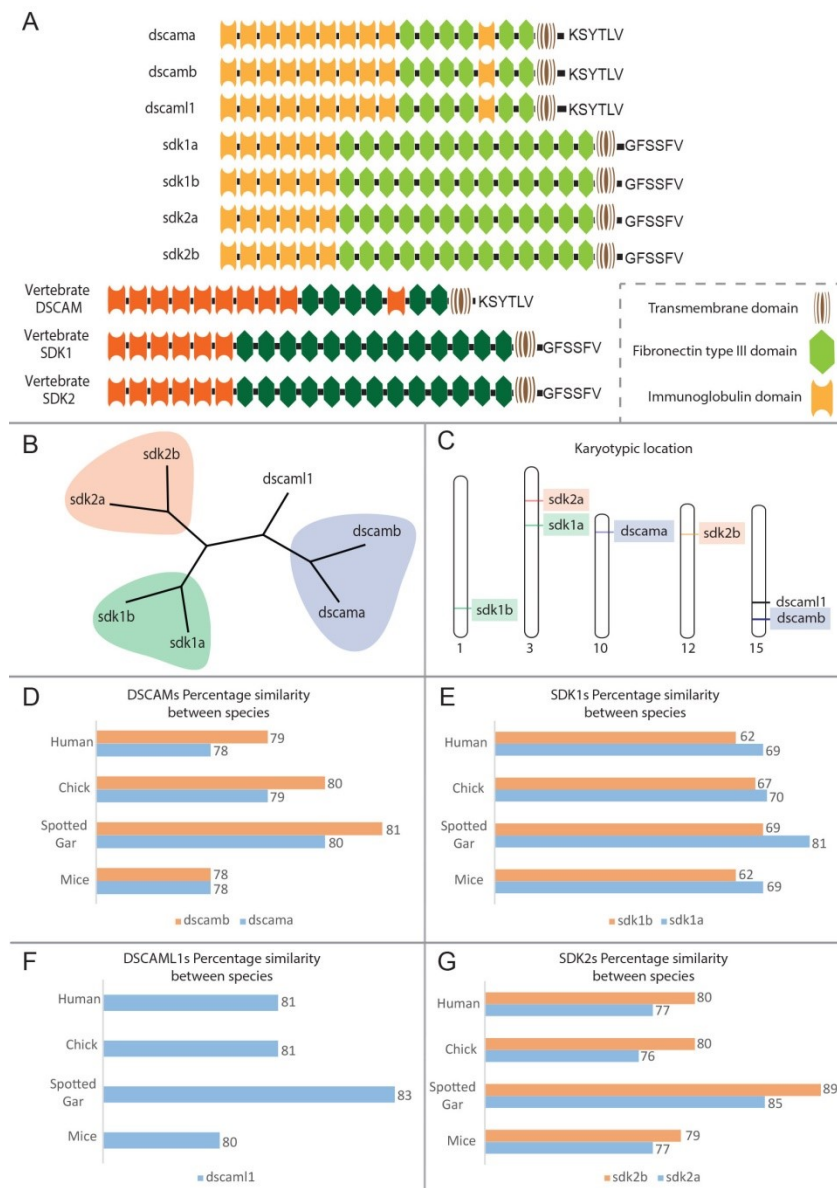 A
dscama
KSYTLV
dscamb
KSYTLV
dscaml1
KSYTLV
sdk1a
GFSSFV
sdk1b
GFSSFV
sdk2a
GFSSFV
sdk2b
GFSSFV
Vertebrate
DSCAM
KSYTLV
Vertebrate
SDK1
GFSSFV
Vertebrate
SDK2
GFSSFV
Transmembrane domain
Fibronectin type III domain
Immunoglobulin domain
B
sdk2b
sdk2a
dscaml1
dscamb
dscama
sdk1b
sdk1a
C
Karyotypic location
sdk2a
sdk1a
dscama
sdk2b
sdk1b
dscaml1
dscamb
1 3 10 12 15
D
DSCAMs Percentage similarity
between species
Human
79
78
Chick
80
79
Spotted
Gar
81
80
Mice
78
78
dscamb dscama
E
SDK1s Percentage similarity
between species
Human
62
69
Chick
67
70
Spotted
Gar
69
81
Mice
62
69
sdk1b sdk1a
F
DSCAML1s Percentage similarity
between species
Human
81
Chick
81
Spotted
Gar
83
Mice
80
dscaml1
G
SDK2s Percentage similarity
between species
Human
80
77
Chick
80
76
Spotted
Gar
89
85
Mice
79
77
sdk2b sdk2a